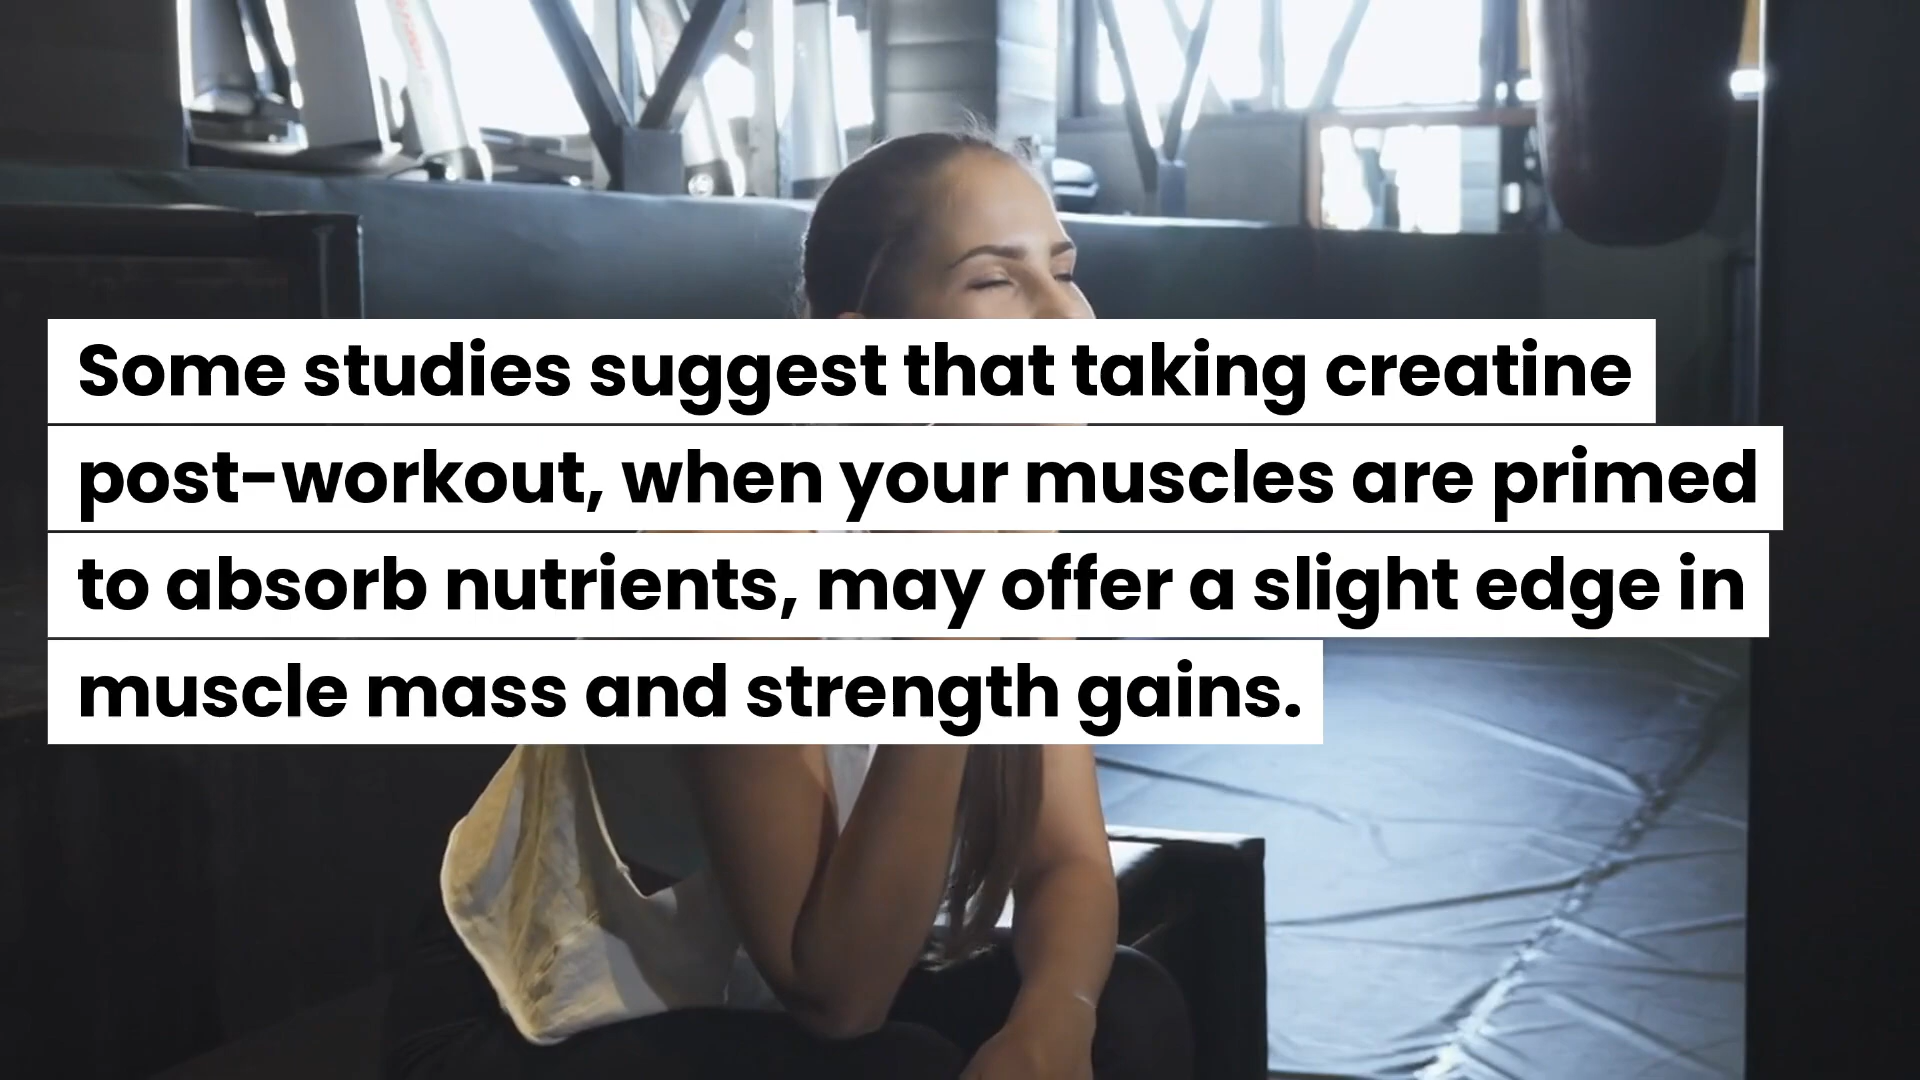 Some studies suggest that taking creatine
post-workout, when your muscles are primed
to absorb nutrients, may offer a slight edge in
muscle mass and strength gains.